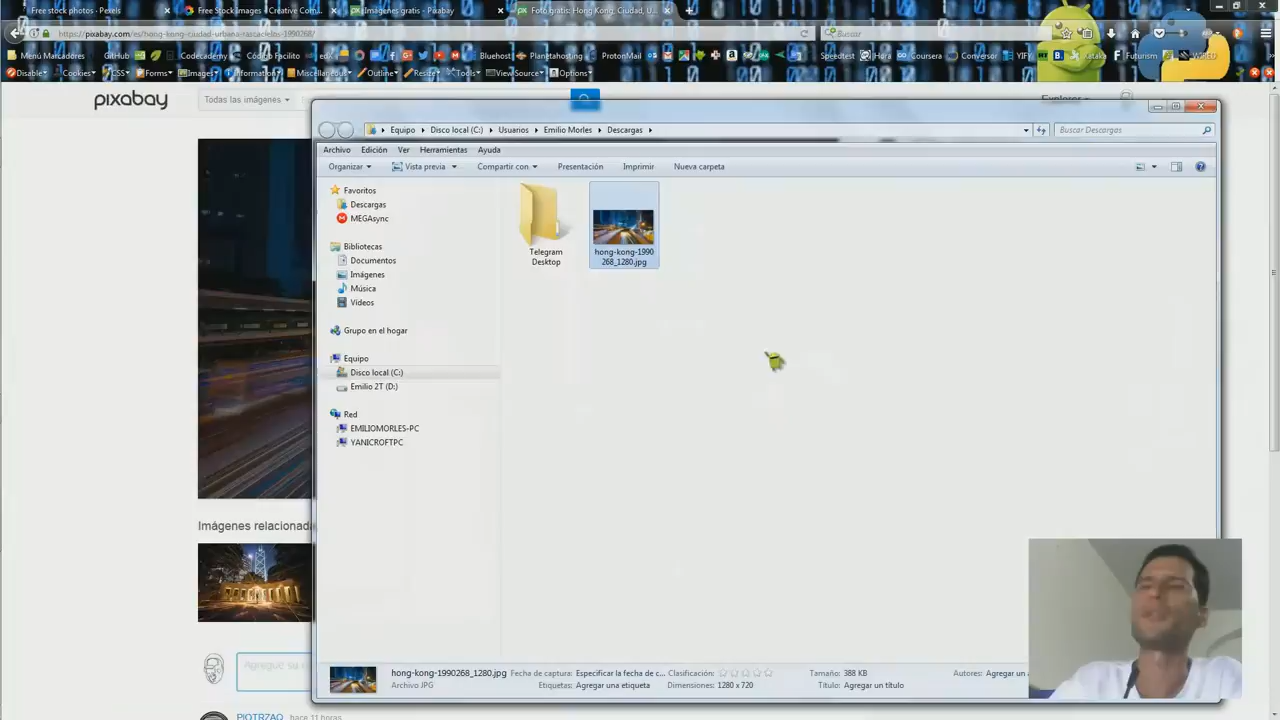 Free stock photos - Pexels
Free Stock Images - Creative Com...
Imágenes gratis - Pixabay
Foto gratis: Hong Kong, Ciudad, U...
https://pixabay.com/es/hong-kong-ciudad-urbana-rascacielos-1990268/
Buscar
Menú Marcadores
GitHub
Codecademy
Código Facilito
edX
Bluehost
Planetahosting
ProtonMail
Speedtest
Hora
Coursera
Conversor
YIFY
Xataka
Futurism
Disable
Cookies
CSS
Forms
Images
Information
Miscellaneous
Outline
Resize
Tools
View Source
Options
pixabay
Todas las imágenes
Equipo
Disco local (C:)
Usuarios
Emilio Morles
Descargas
Buscar Descargas
Archivo
Edición
Ver
Herramientas
Ayuda
Organizar
Vista previa
Compartir con
Presentación
Imprimir
Nueva carpeta
Favoritos
Descargas
MEGAsync
Bibliotecas
Documentos
Imágenes
Música
Vídeos
Grupo en el hogar
Equipo
Disco local (C:)
Emilio 2T (D:)
Red
EMILIOMORLES-PC
YANICROFTPC
Telegram
Desktop
hong-kong-1990
268_1280.jpg
Imágenes relacionada
Agregue su
PIOTRZAQ hace 11 horas
hong-kong-1990268_1280.jpg
Archivo JPG
Fecha de captura: Especificar la fecha de c...
Etiquetas: Agregar una etiqueta
Clasificación:
Dimensiones: 1280 x 720
Tamaño: 388 KB
Título: Agregar un título
Autores: Agregar un